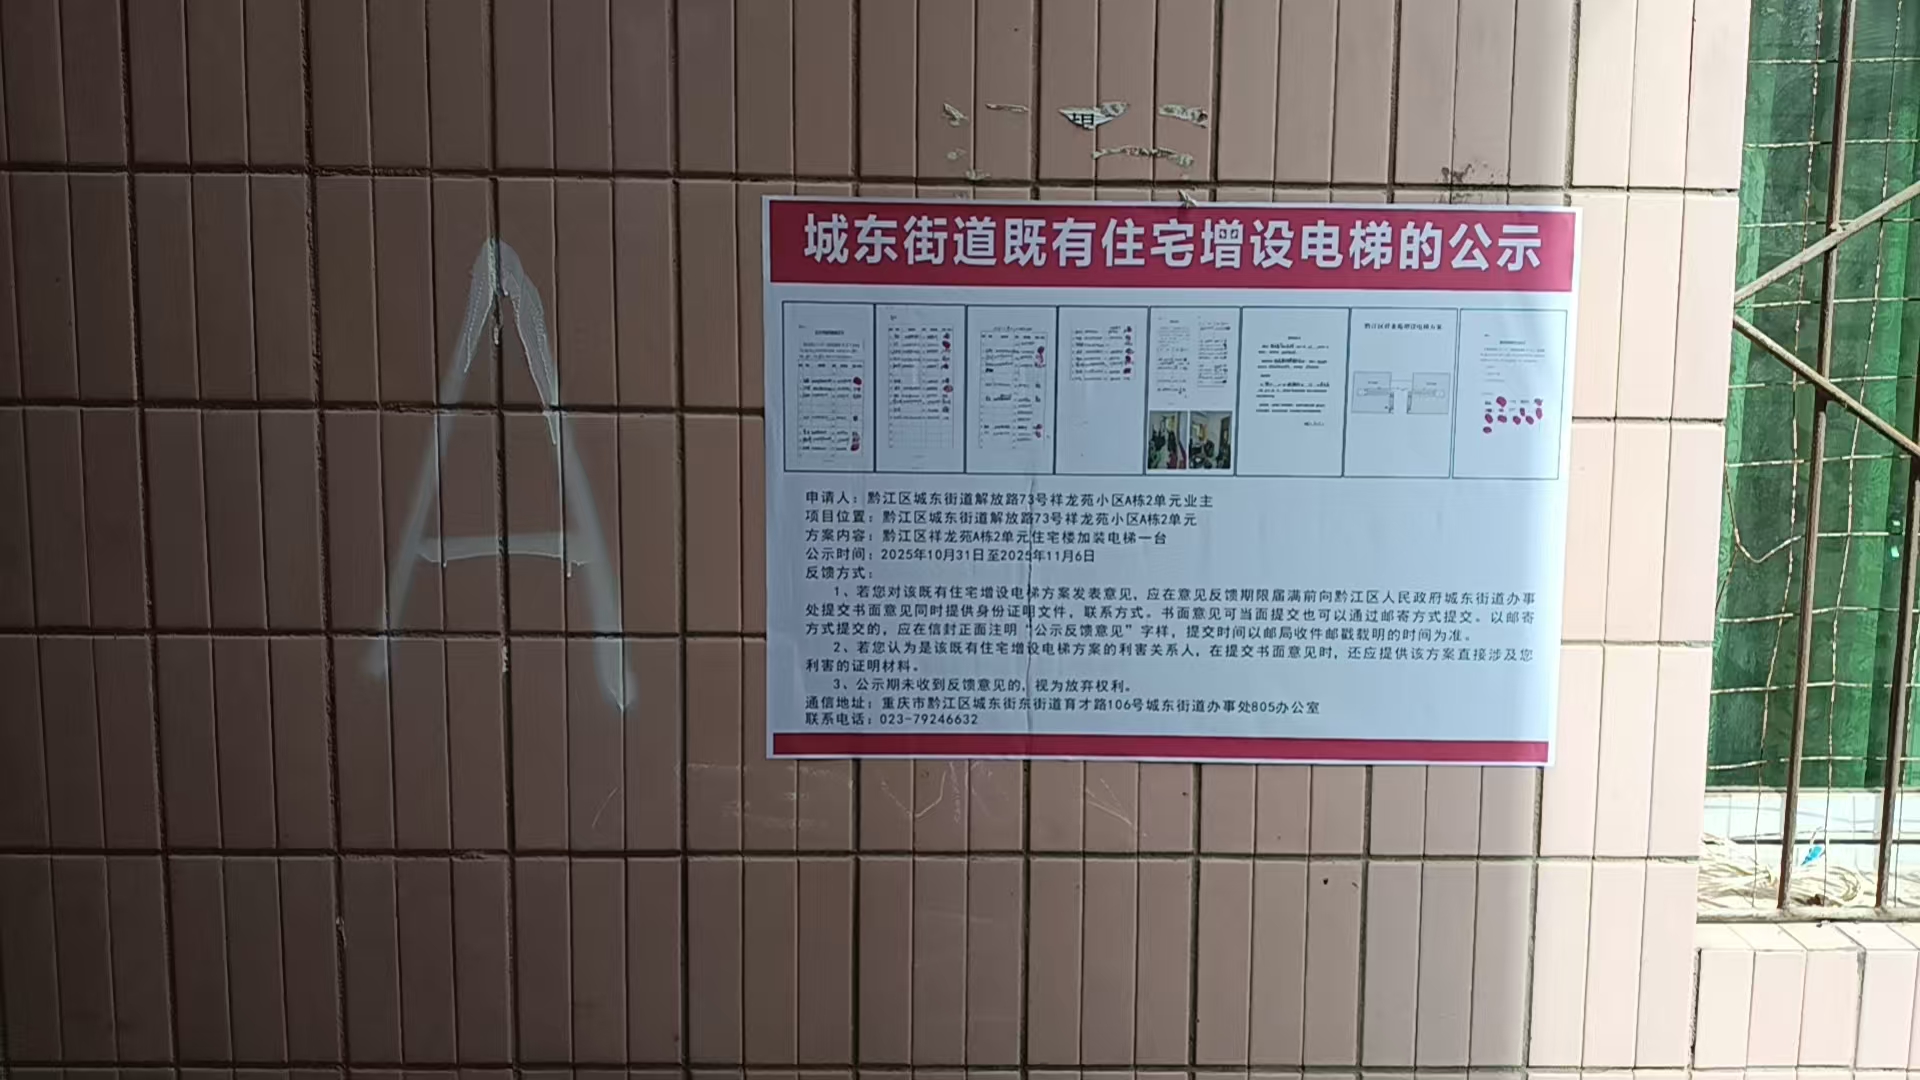 A
城东街道既有住宅增设电梯的公示
黔江区祥龙苑增设电梯方案
申请人：黔江区城东街道解放路73号祥龙苑小区A栋2单元业主
项目位置：黔江区城东街道解放路73号祥龙苑小区A栋2单元
方案内容：黔江区祥龙苑A栋2单元住宅楼加装电梯一台
公示时间：2025年10月31日至2025年11月6日
反馈方式：
1、若您对该既有住宅增设电梯方案发表意见，应在意见反馈期限届满前向黔江区人民政府城东街道办事
处提交书面意见同时提供身份证明文件，联系方式。书面意见可当面提交也可以通过邮寄方式提交。以邮寄
方式提交的，应在信封正面注明“公示反馈意见”字样，提交时间以邮局收件邮戳载明的时间为准。
2、若您认为是该既有住宅增设电梯方案的利害关系人，在提交书面意见时，还应提供该方案直接涉及您
利害的证明材料。
3、公示期未收到反馈意见的，视为放弃权利。
通信地址：重庆市黔江区城东街东街道育才路106号城东街道办事处805办公室
联系电话：023-79246632